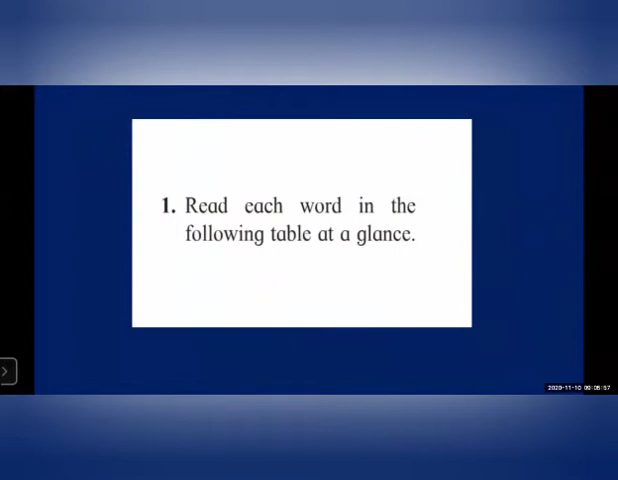 1. Read each word in the
following table at a glance.